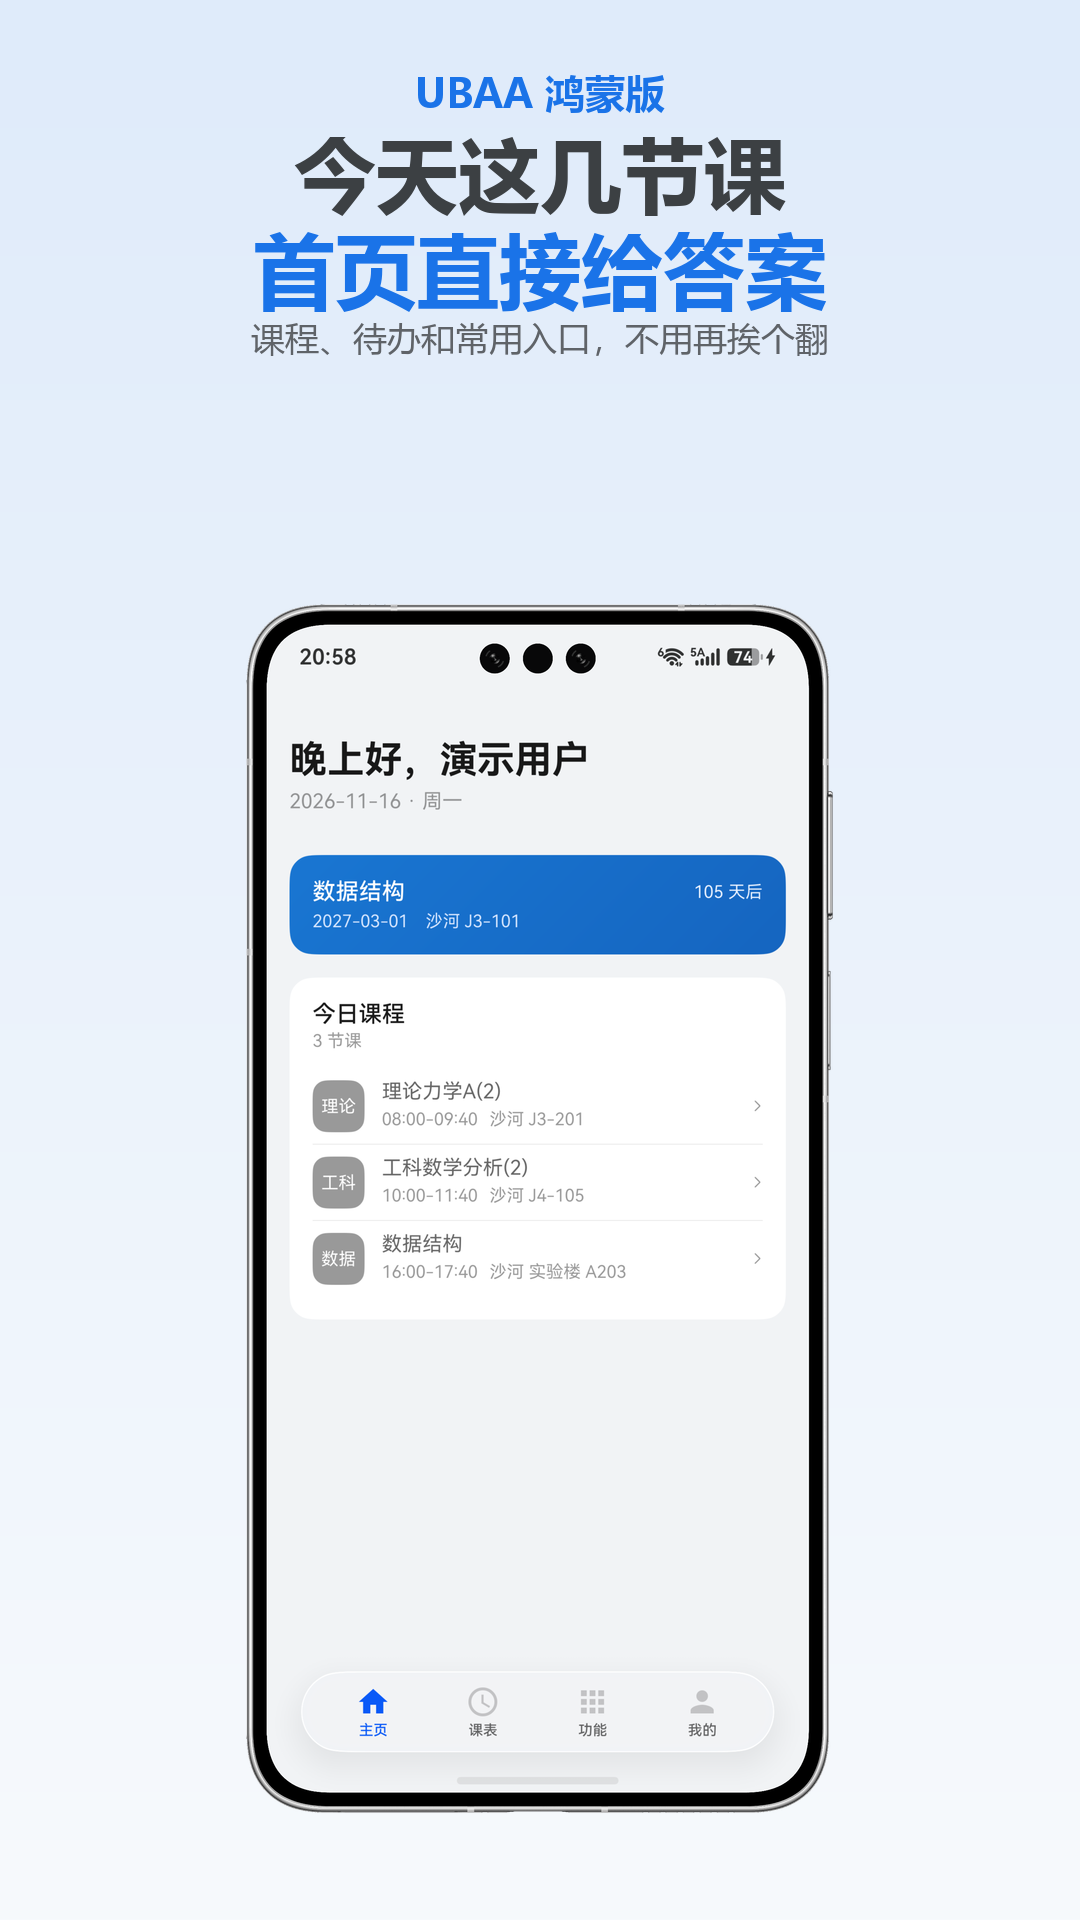 UBAA 鸿蒙版
今天这几节课
首页直接给答案
课程、待办和常用入口，不用再挨个翻
20:58
6 5A 74
晚上好，演示用户
2026-11-16 · 周一
数据结构
105 天后
2027-03-01 沙河 J3-101
今日课程
3 节课
理论
理论力学A(2)
08:00-09:40 沙河 J3-201
工科
工科数学分析(2)
10:00-11:40 沙河 J4-105
数据
数据结构
16:00-17:40 沙河 实验楼 A203
主页 课表 功能 我的